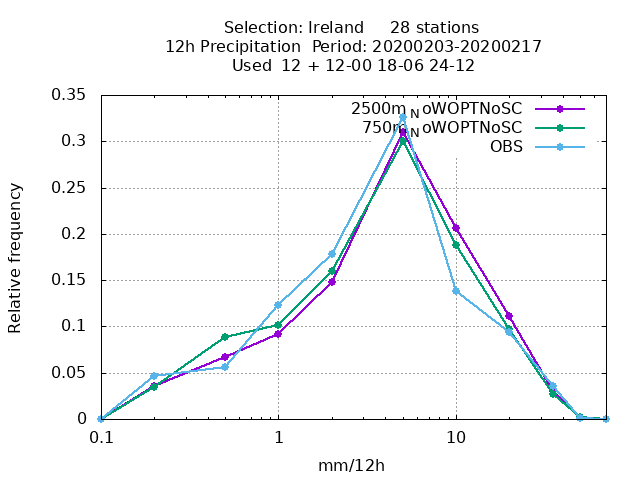 Selection: Ireland 28 stations
12h Precipitation Period: 20200203-20200217
Used 12 + 12-00 18-06 24-12
0.35
0.3
0.25
0.2
0.15
0.1
0.05
0
Relative frequency
2500m NoWOPTNoSC
750m NoWOPTNoSC
OBS
0.1 1 10
mm/12h